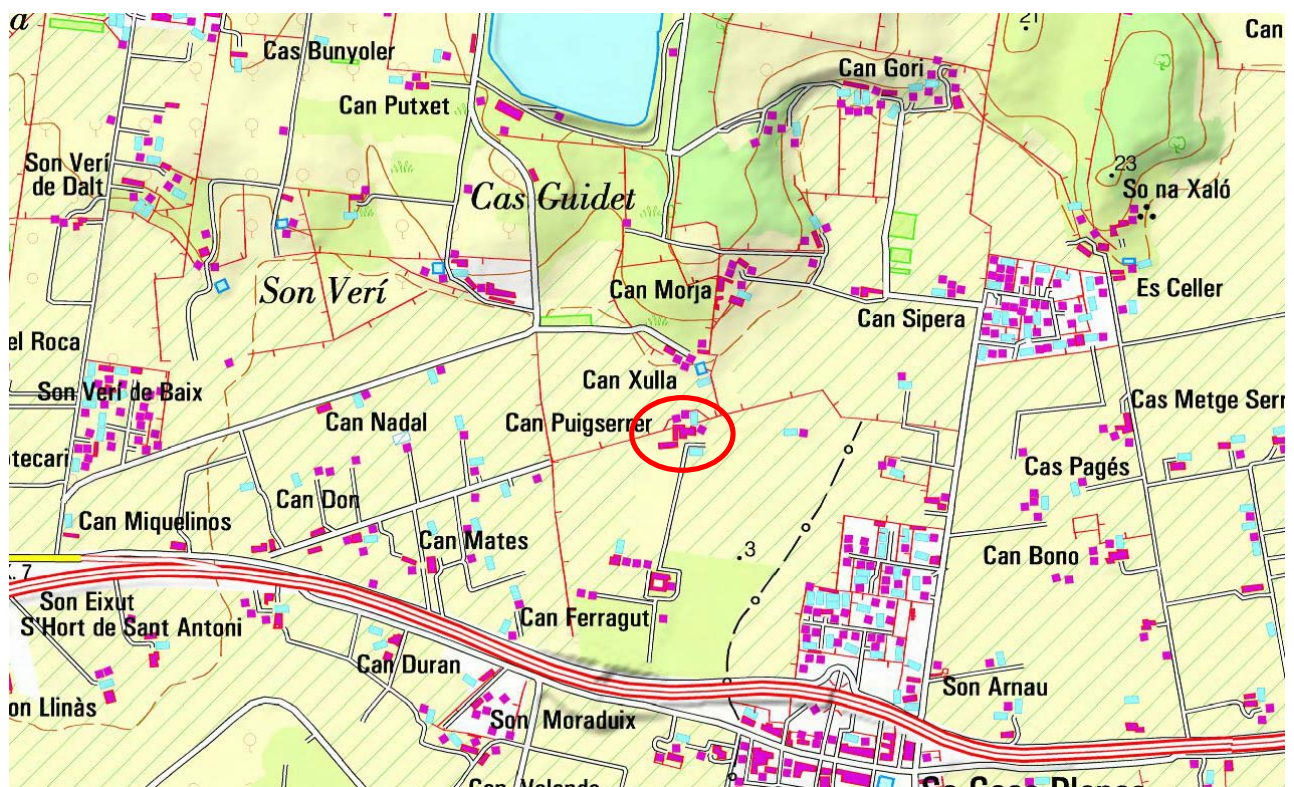 a
21
Can
Cas Bunyoler
Can Gori
Can Putxet
Son Verí
de Dalt
23
So na Xaló
Cas Guidet
Son Verí
Can Morja
Es Celler
Can Sipera
el Roca
Can Xulla
Son Verí de Baix
Can Nadal
Can Puigserrer
Cas Metge Serr
tecari
Cas Pagés
Can Don
Can Miquelinos
Can Mates
3
Can Bono
7
Son Eixut
S'Hort de Sant Antoni
Can Ferragut
Can Duran
Son Arnau
on Llinàs
Son Moraduix